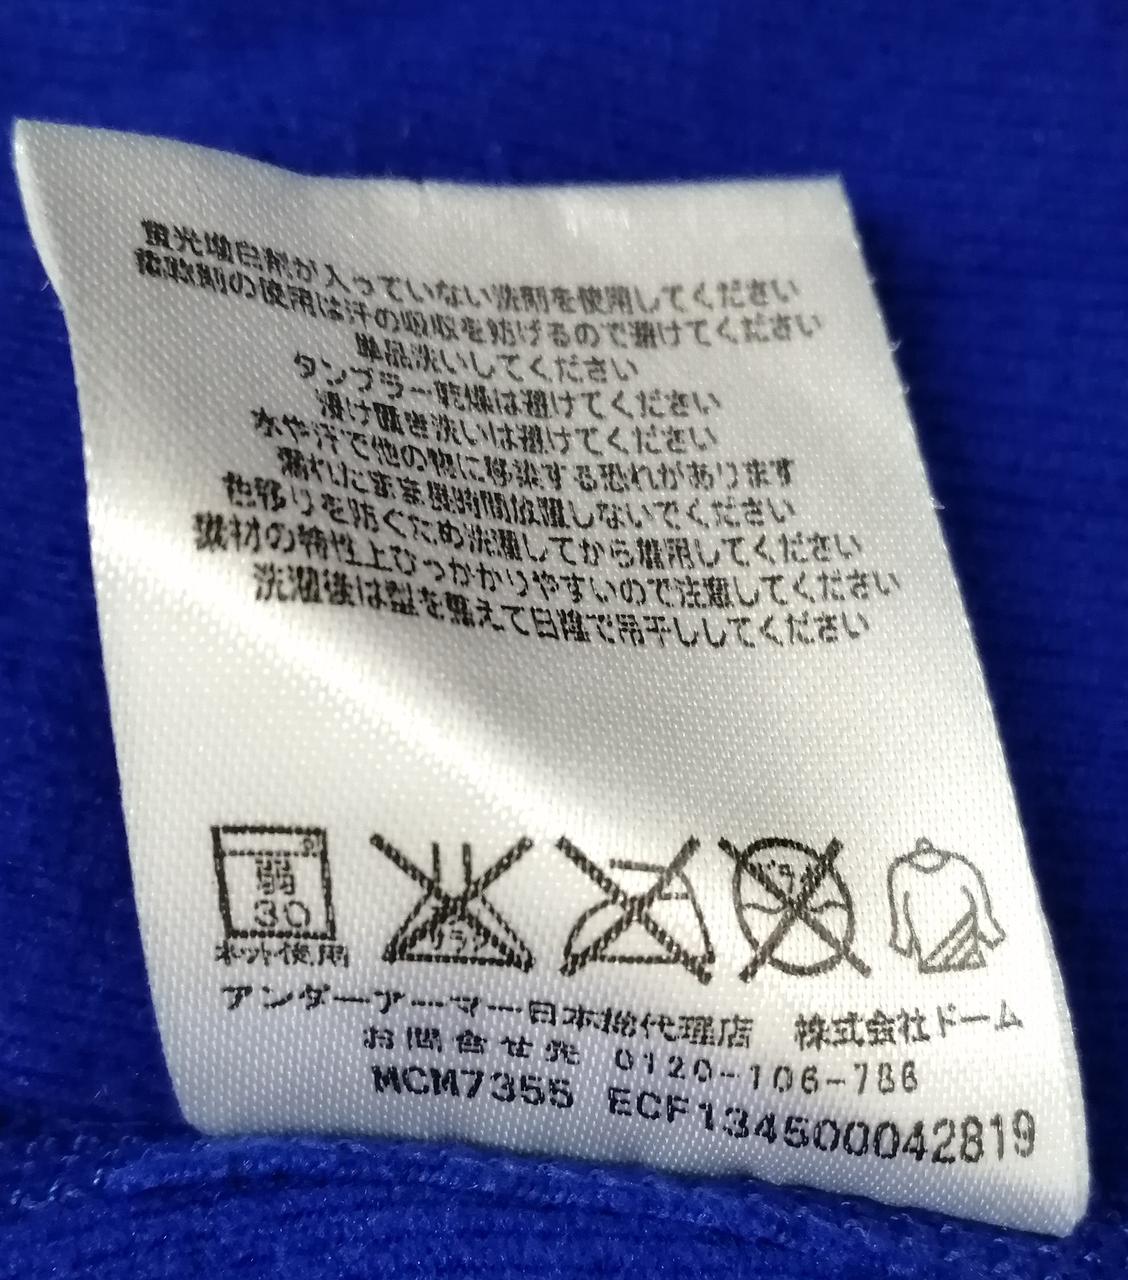 蛍光増白剤が入っていない洗剤を使用してください
柔軟剤の使用は汗の吸収を妨げるので避けてください
単品洗いしてください
タンブラー乾燥は避けてください
浸け置き洗いは避けてください
水や汗で他の物に移染する恐れがあります
濡れたまま長時間放置しないでください
色移りを防ぐため洗濯してから着用してください
素材の特性上ひっかかりやすいので注意してください
洗濯後は型を整えて日陰で吊干ししてください
弱
30
ネット使用
アンダーアーマー日本総代理店 株式会社ドーム
お問合せ先 0120-106-786
MCM7355 ECF134500042819